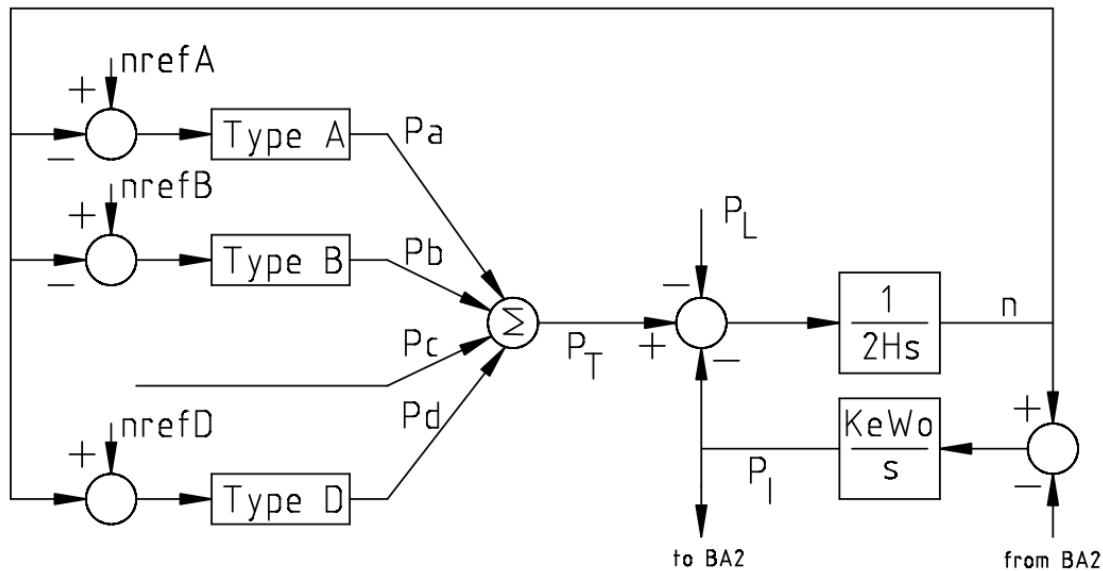 nrefA
+
−
Type A
Pa
nrefB
+
−
Type B
Pb
Pc
Σ
P_T
+
−
−
P_L
1
2Hs
n
nrefD
+
−
Type D
Pd
KeWo
s
P_I
+
−
to BA2
from BA2